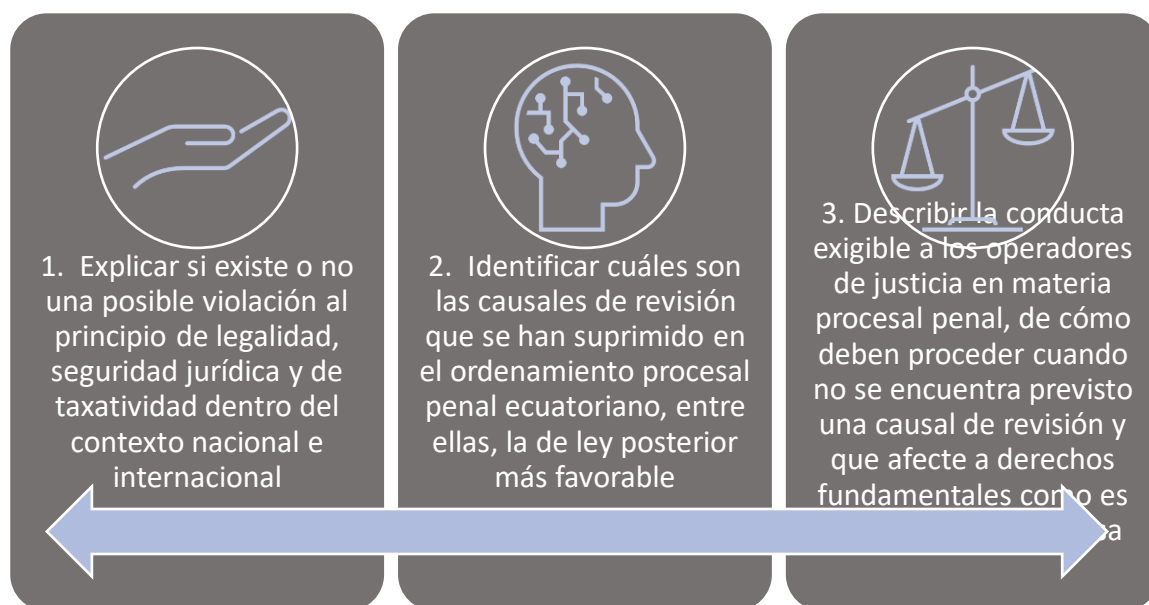 1. Explicar si existe o no
una posible violación al
principio de legalidad,
seguridad jurídica y de
taxatividad dentro del
contexto nacional e
internacional
2. Identificar cuáles son
las causales de revisión
que se han suprimido en
el ordenamiento procesal
penal ecuatoriano, entre
ellas, la de ley posterior
más favorable
3. Describir la conducta
exigible a los operadores
de justicia en materia
procesal penal, de cómo
deben proceder cuando
no se encuentra previsto
una causal de revisión y
que afecte a derechos
fundamentales como es